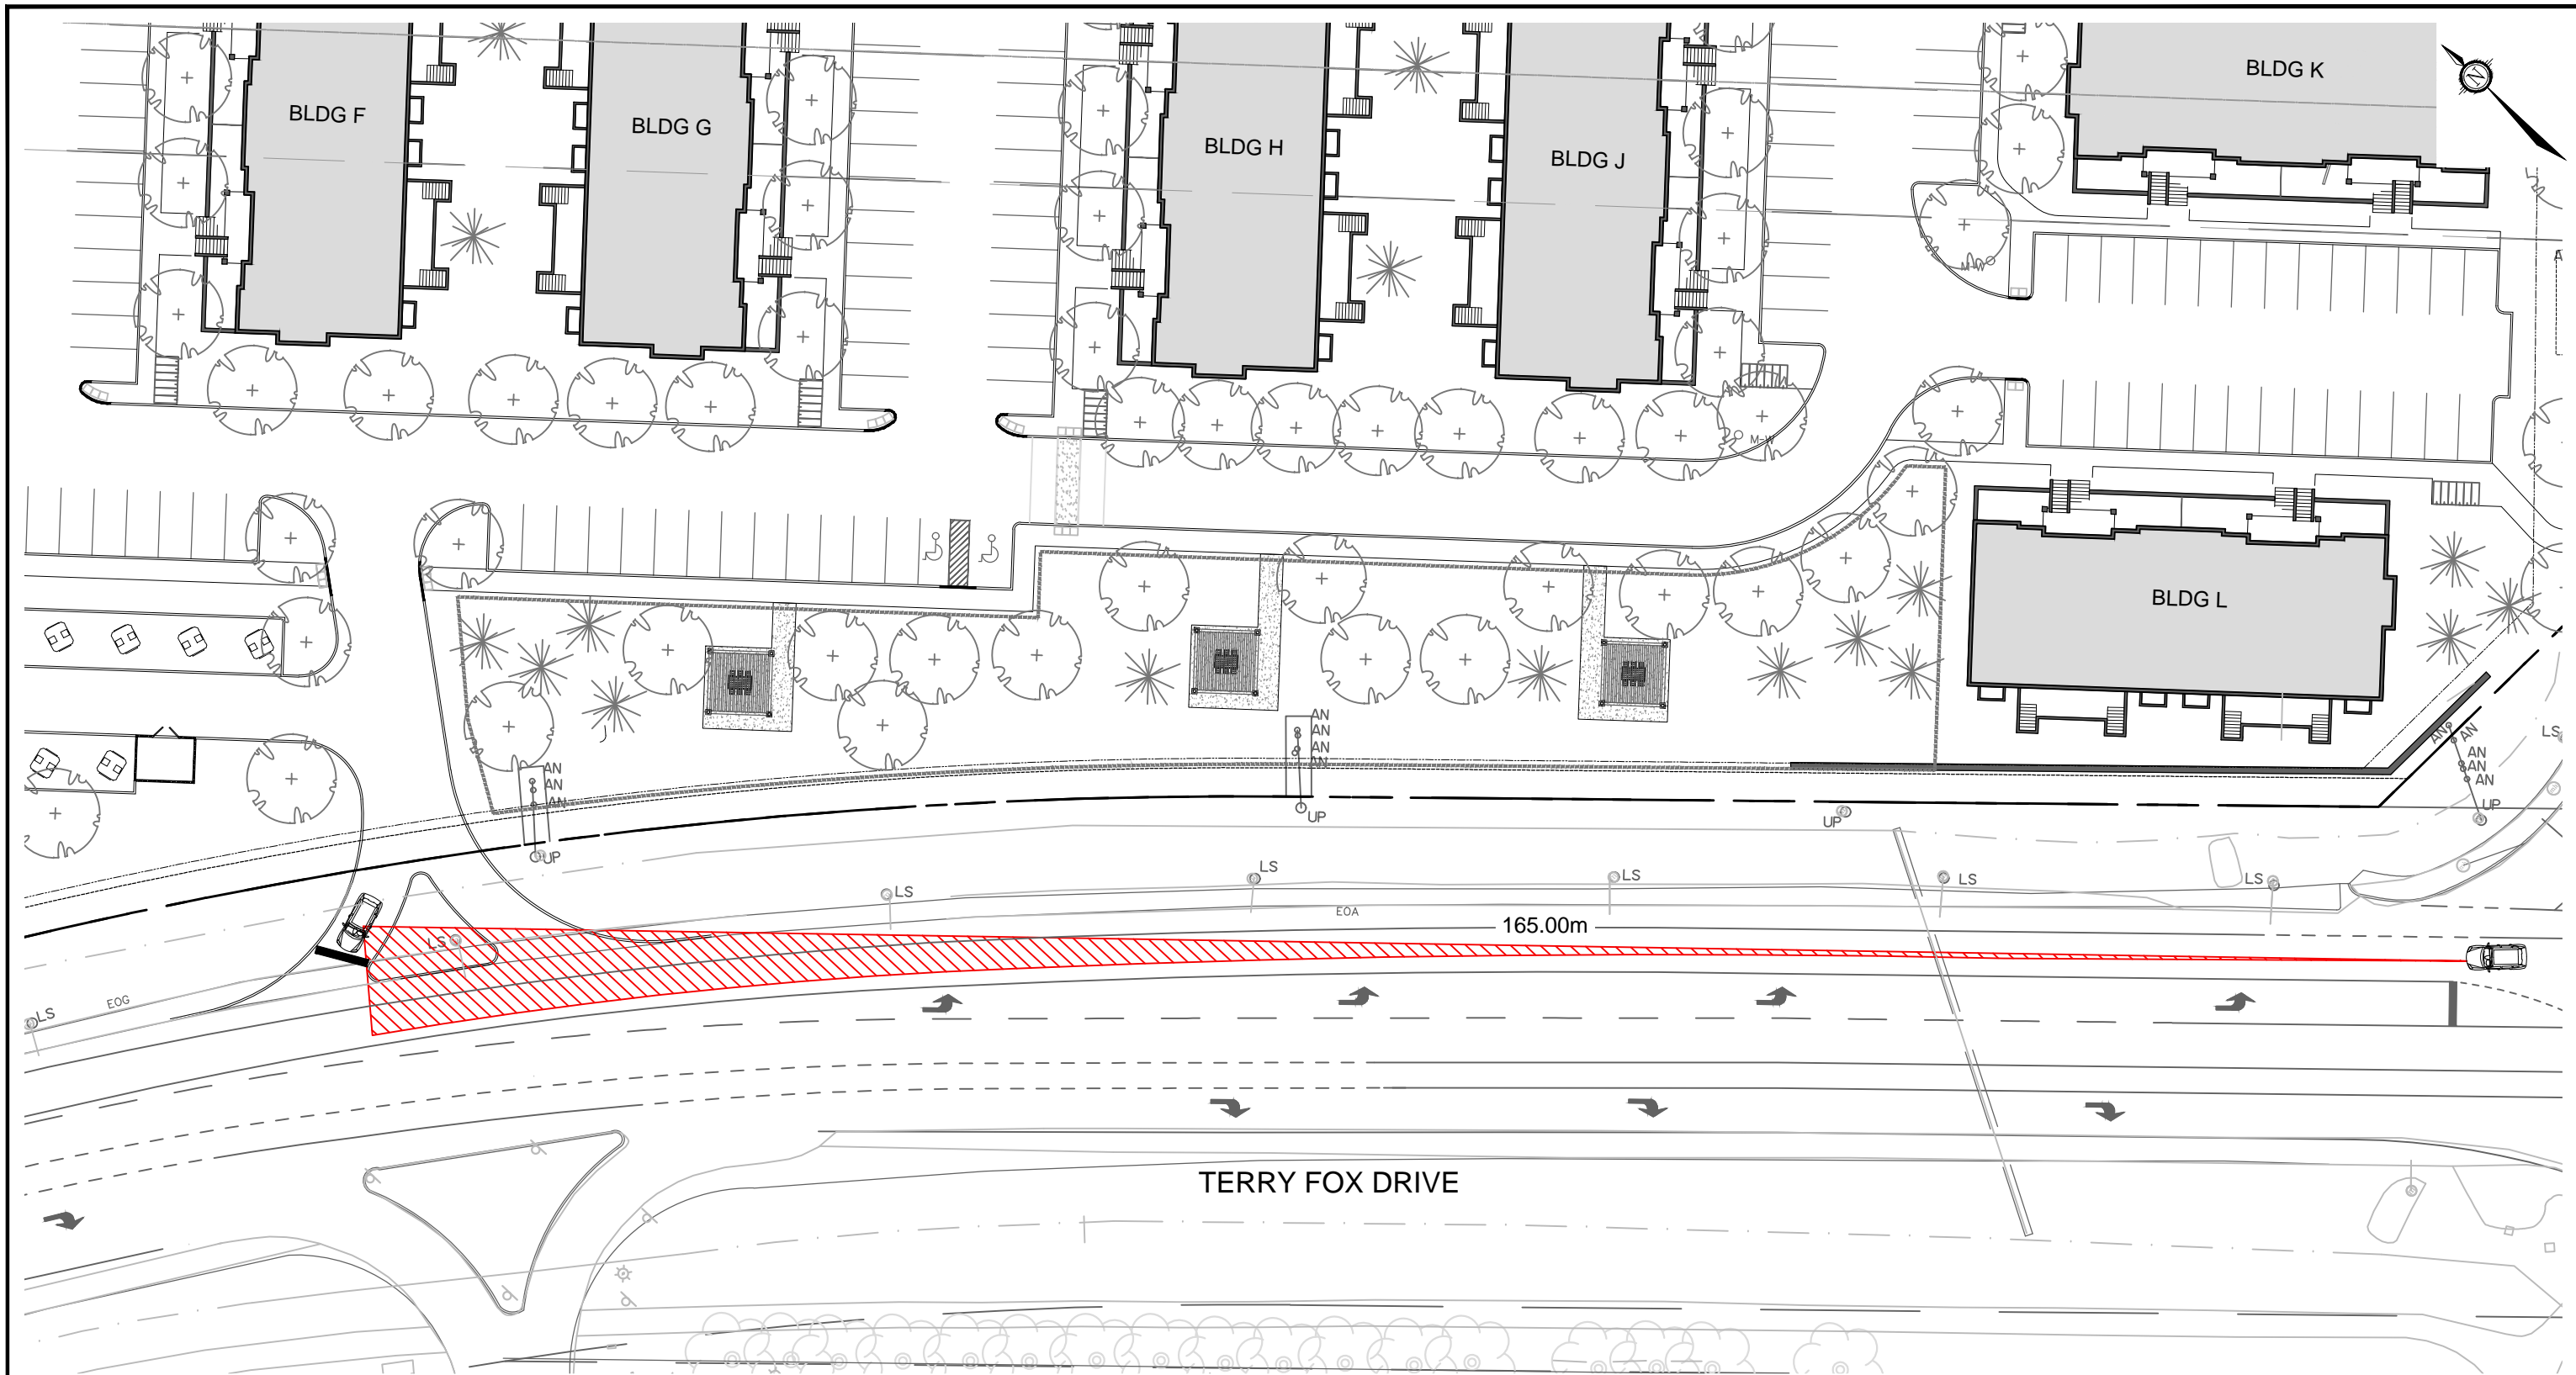 BLDG K
N
BLDG F
BLDG G
BLDG H
BLDG J
M-W
A
M-W
BLDG L
AN
AN
AN
AN
AN
AN
AN
AN
AN
AN
AN
AN
LS
UP
UP
UP
UP
LS
LS
LS
LS
LS
EOA
165.00m
LS
EOG
LS
TERRY FOX DRIVE